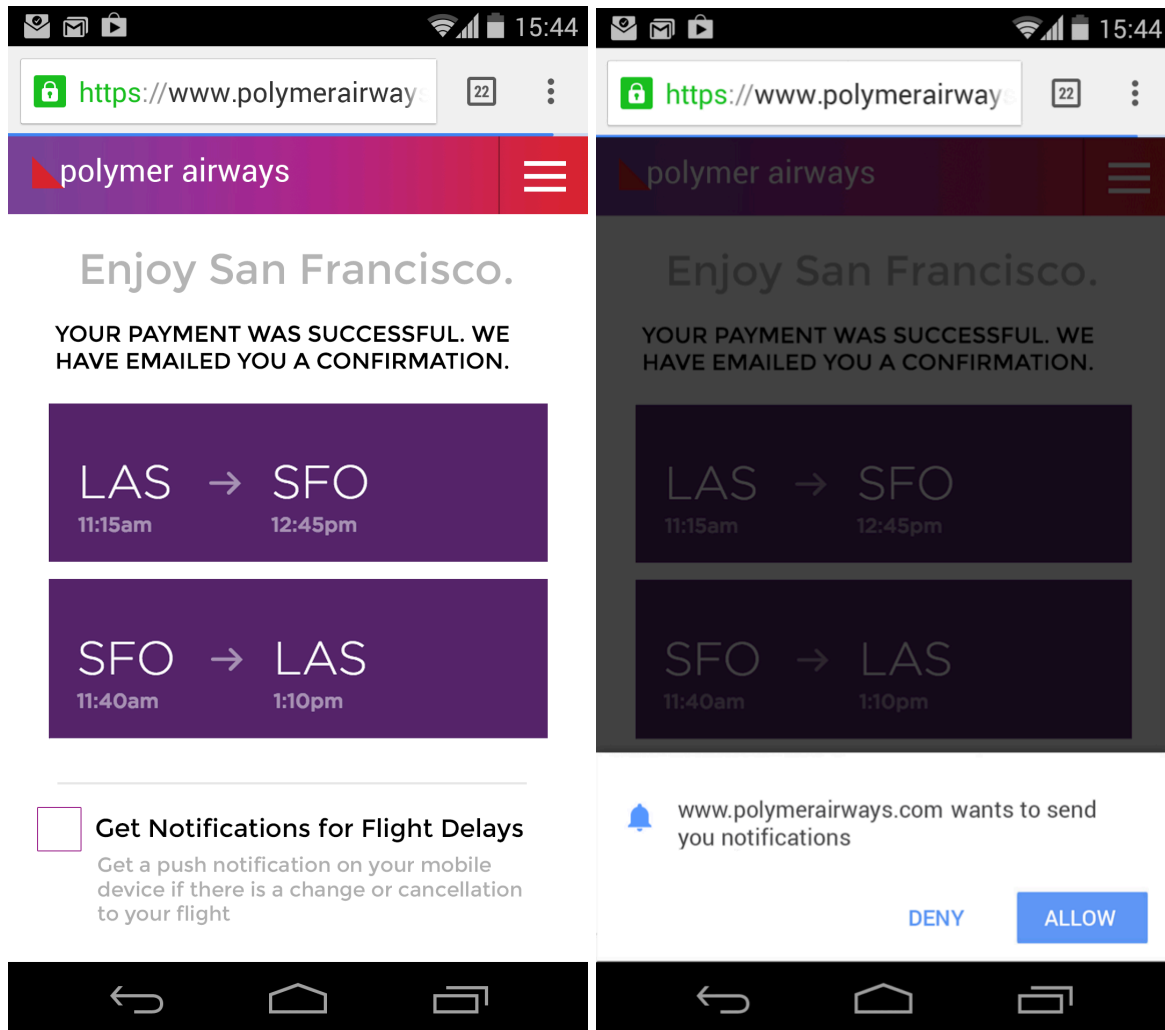 15:44
https://www.polymerairways
22
polymer airways
Enjoy San Francisco.
YOUR PAYMENT WAS SUCCESSFUL. WE
HAVE EMAILED YOU A CONFIRMATION.
LAS → SFO
11:15am 12:45pm
SFO → LAS
11:40am 1:10pm
Get Notifications for Flight Delays
Get a push notification on your mobile
device if there is a change or cancellation
to your flight
15:44
https://www.polymerairways
22
polymer airways
Enjoy San Francisco.
YOUR PAYMENT WAS SUCCESSFUL. WE
HAVE EMAILED YOU A CONFIRMATION.
LAS → SFO
11:15am 12:45pm
SFO → LAS
11:40am 1:10pm
www.polymerairways.com wants to send
you notifications
DENY ALLOW